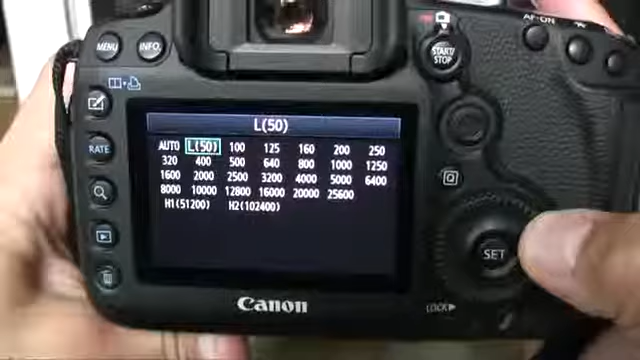 MENU
INFO.
START/
STOP
AF-ON
RATE
L(50)
AUTO L(50) 100 125 160 200 250
320 400 500 640 800 1000 1250
1600 2000 2500 3200 4000 5000 6400
8000 10000 12800 16000 20000 25600
H1(51200) H2(102400)
Q
SET
Canon
LOCK▶